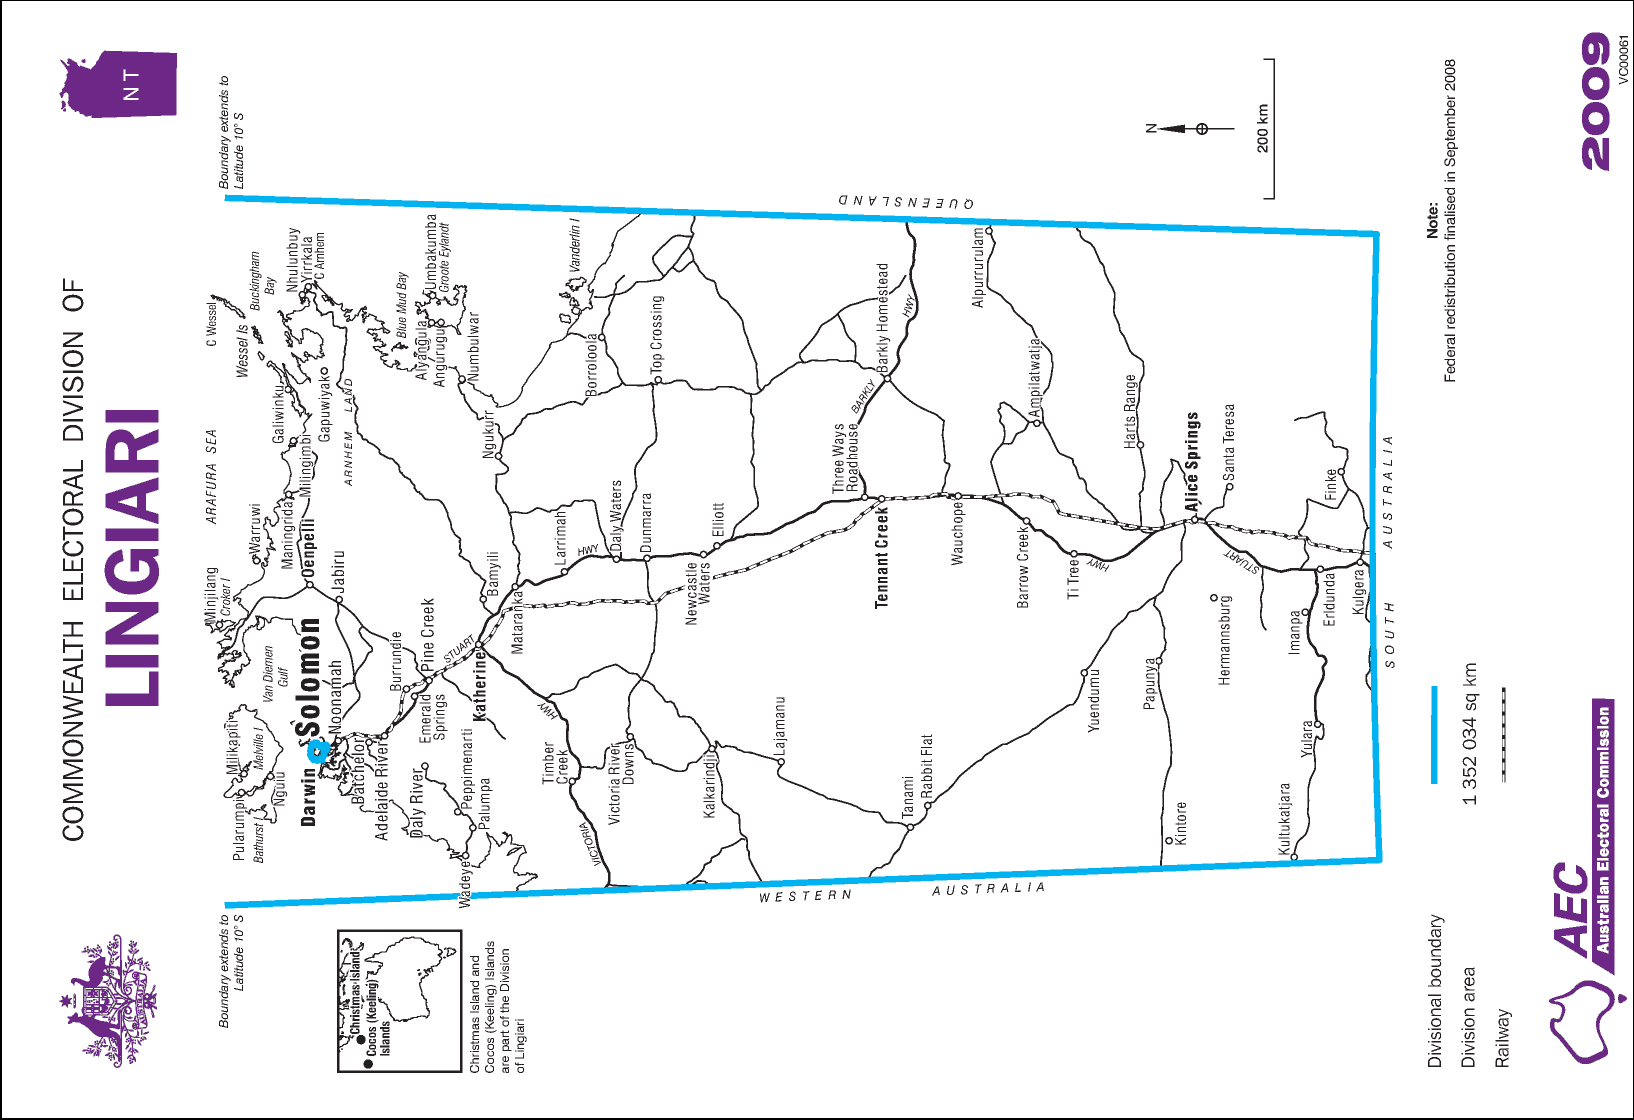 COMMONWEALTH ELECTORAL DIVISION OF
LINGIARI
NT
Boundary extends to
Latitude 10° S
Boundary extends to
Latitude 10° S
ARAFURA SEA
C Wessel
Wessel Is
Buckingham
Bay
Nhulunbuy
Yirrkala
C Arnhem
Galiwinku
Gapuwiyak
Milingimbi
Maningrida
Warruwi
Minjilang
Croker I
Oenpelli
Jabiru
ARNHEM LAND
Blue Mud Bay
Umbakumba
Groote Eylandt
Alyangula
Angurugu
Numbulwar
Ngukurr
Vanderlin I
Van Diemen
Gulf
Milikapiti
Melville I
Pularumpi
Bathurst I
Nguiu
Darwin
Solomon
Noonamah
Batchelor
Adelaide River
Burrundie
Pine Creek
Emerald
Springs
Daly River
Peppimenarti
Palumpa
Wadeye
STUART
Katherine
Bamyili
Mataranka
Larrimah
HWY
Daly Waters
Dunmarra
Borroloola
Top Crossing
HWY
Timber
Creek
VICTORIA
Victoria River
Downs
Kalkarindji
Lajamanu
Newcastle
Waters
Elliott
Three Ways
Roadhouse
BARKLY
Barkly Homestead
HWY
Tennant Creek
Tanami
Rabbit Flat
Wauchope
Barrow Creek
Ti Tree
HWY
Alpurrurulam
Ampilatwatja
Harts Range
Yuendumu
Papunya
Kintore
Hermannsburg
Alice Springs
Santa Teresa
STUART
Finke
Imanpa
Erldunda
Kulgera
Yulara
Kultukatjara
QUEENSLAND
WESTERN AUSTRALIA
SOUTH AUSTRALIA
Christmas Island
Cocos (Keeling)
Islands
Christmas Island and
Cocos (Keeling) Islands
are part of the Division
of Lingiari
N
200 km
Divisional boundary
Division area
1 352 034 sq km
Railway
Note:
Federal redistribution finalised in September 2008
AEC
Australian Electoral Commission
2009
VC00061